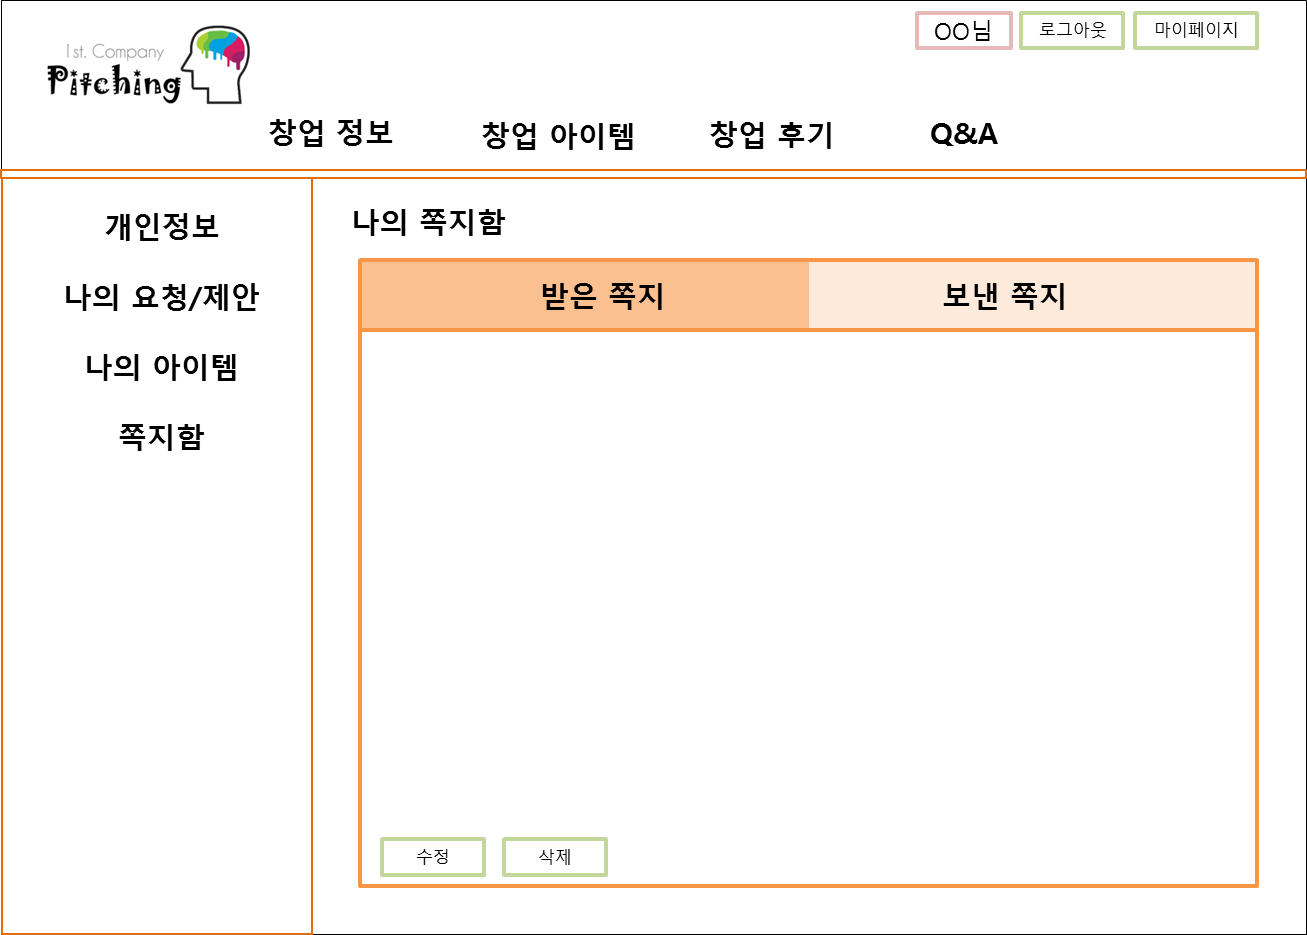 OO님
로그아웃
마이페이지
1st. Company
Pitching
창업 정보
창업 아이템
창업 후기
Q&A
개인정보
나의 요청/제안
나의 아이템
쪽지함
나의 쪽지함
받은 쪽지
보낸 쪽지
수정
삭제